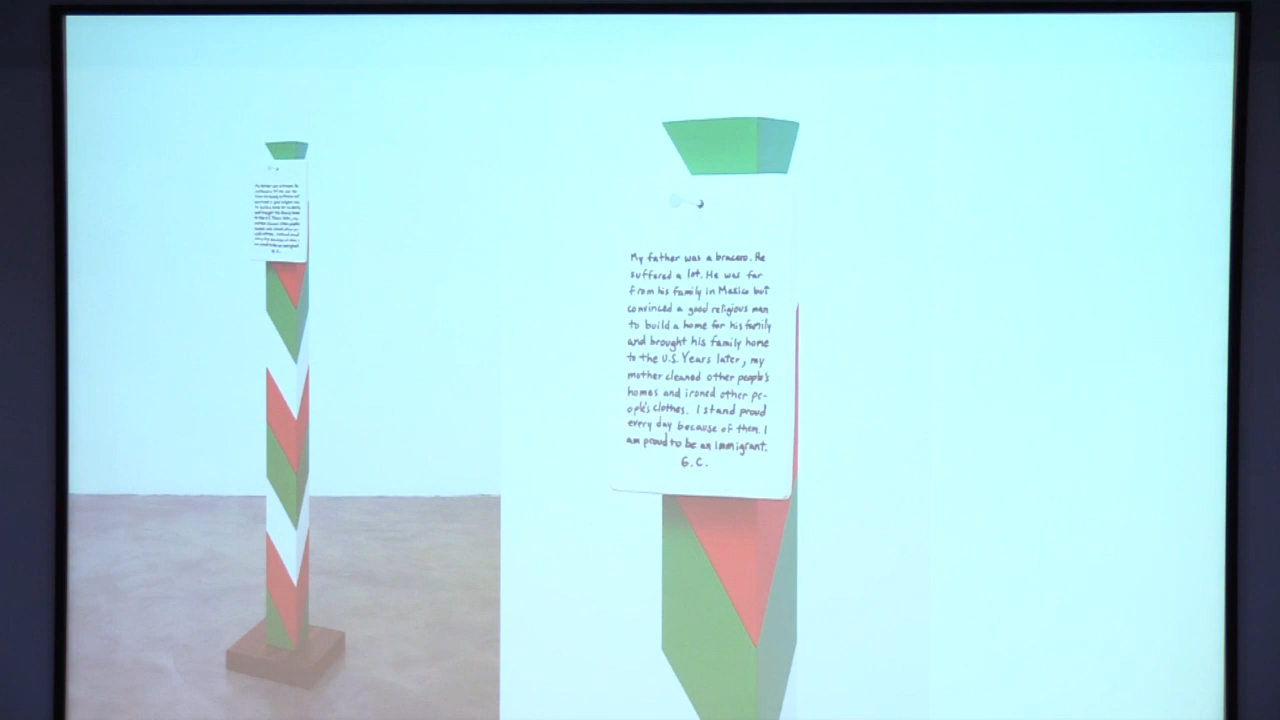 My father was a bracero. He
suffered a lot. He was far
from his family in Mexico but
convinced a good religious man
to build a home for his family
and brought his family home
to the U.S. Years later, my
mother cleaned other people's
homes and ironed other pe-
ople's clothes. I stand proud
every day because of them. I
am proud to be an immigrant.
G.C.